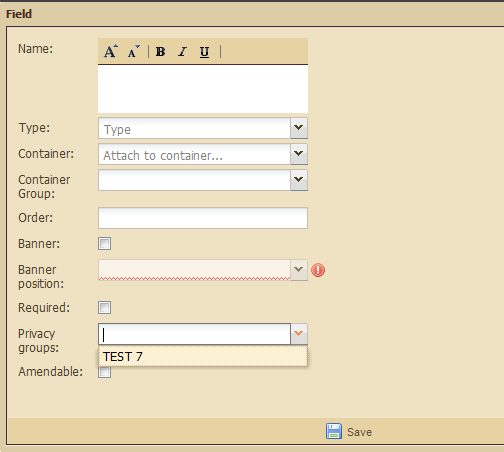 Field
Name:
A A B I U
Type: Type
Container: Attach to container...
Container
Group:
Order:
Banner:
Banner
position:
Required:
Privacy
groups:
TEST 7
Amendable:
Save